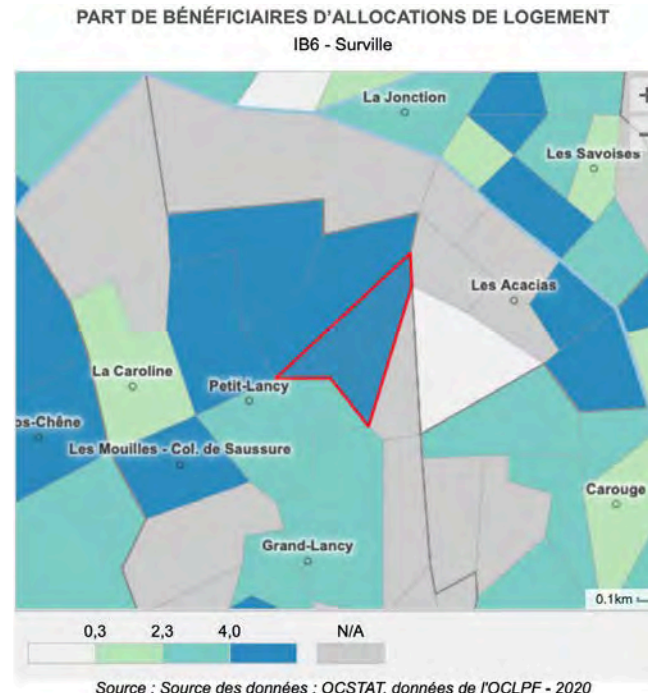 PART DE BÉNÉFICIAIRES D'ALLOCATIONS DE LOGEMENT
IB6 - Surville
La Jonction
+
−
Les Savoises
Les Acacias
La Caroline
Petit-Lancy
os-Chêne
Les Mouilles - Col. de Saussure
Carouge
Grand-Lancy
0.1km
0,3 2,3 4,0 N/A
Source : Source des données : OCSTAT, données de l'OCLPF - 2020